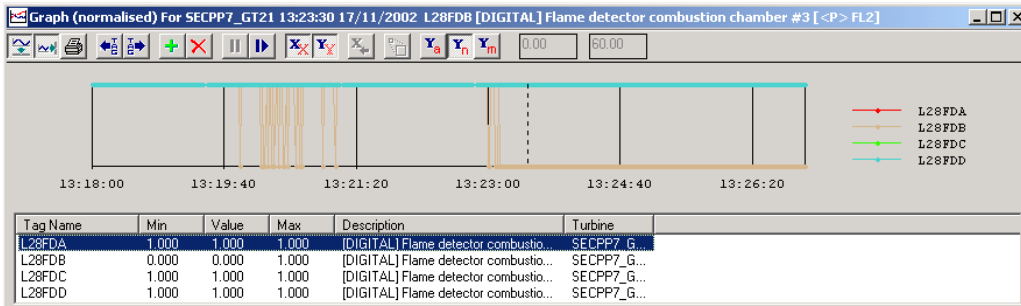 Graph (normalised) For SECPP7_GT21 13:23:30 17/11/2002 L28FDB [DIGITAL] Flame detector combustion chamber #3 [<P> FL2]
T B T B X X Y Y X Ya Yn Ym 0.00 60.00
L28FDA
L28FDB
L28FDC
L28FDD
13:18:00 13:19:40 13:21:20 13:23:00 13:24:40 13:26:20
Tag Name Min Value Max Description Turbine
L28FDA 1.000 1.000 1.000 [DIGITAL] Flame detector combustio... SECPP7_G...
L28FDB 0.000 0.000 1.000 [DIGITAL] Flame detector combustio... SECPP7_G...
L28FDC 1.000 1.000 1.000 [DIGITAL] Flame detector combustio... SECPP7_G...
L28FDD 1.000 1.000 1.000 [DIGITAL] Flame detector combustio... SECPP7_G...